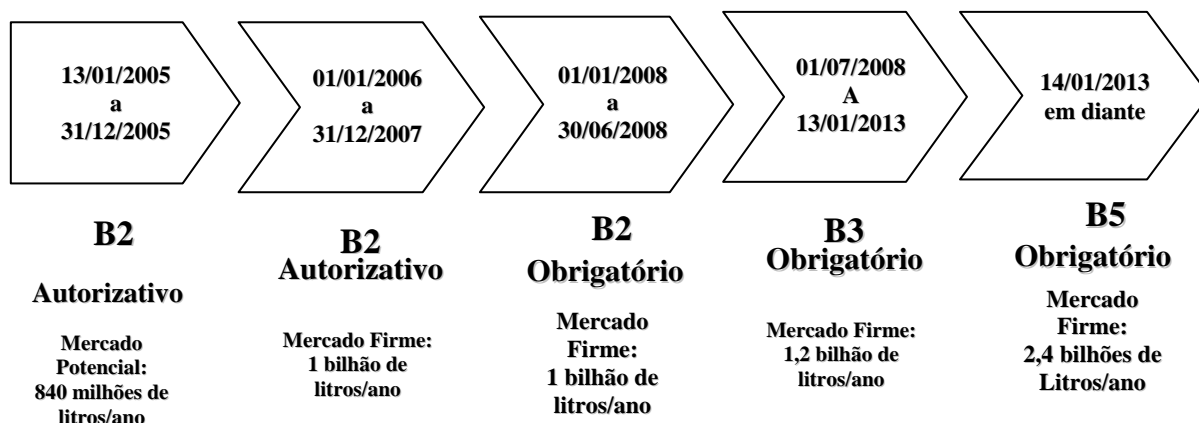 13/01/2005
a
31/12/2005
B2
Autorizativo
Mercado
Potencial:
840 milhões de
litros/ano
01/01/2006
a
31/12/2007
B2
Autorizativo
Mercado Firme:
1 bilhão de
litros/ano
01/01/2008
a
30/06/2008
B2
Obrigatório
Mercado
Firme:
1 bilhão de
litros/ano
01/07/2008
A
13/01/2013
B3
Obrigatório
Mercado Firme:
1,2 bilhão de
litros/ano
14/01/2013
em diante
B5
Obrigatório
Mercado
Firme:
2,4 bilhões de
Litros/ano